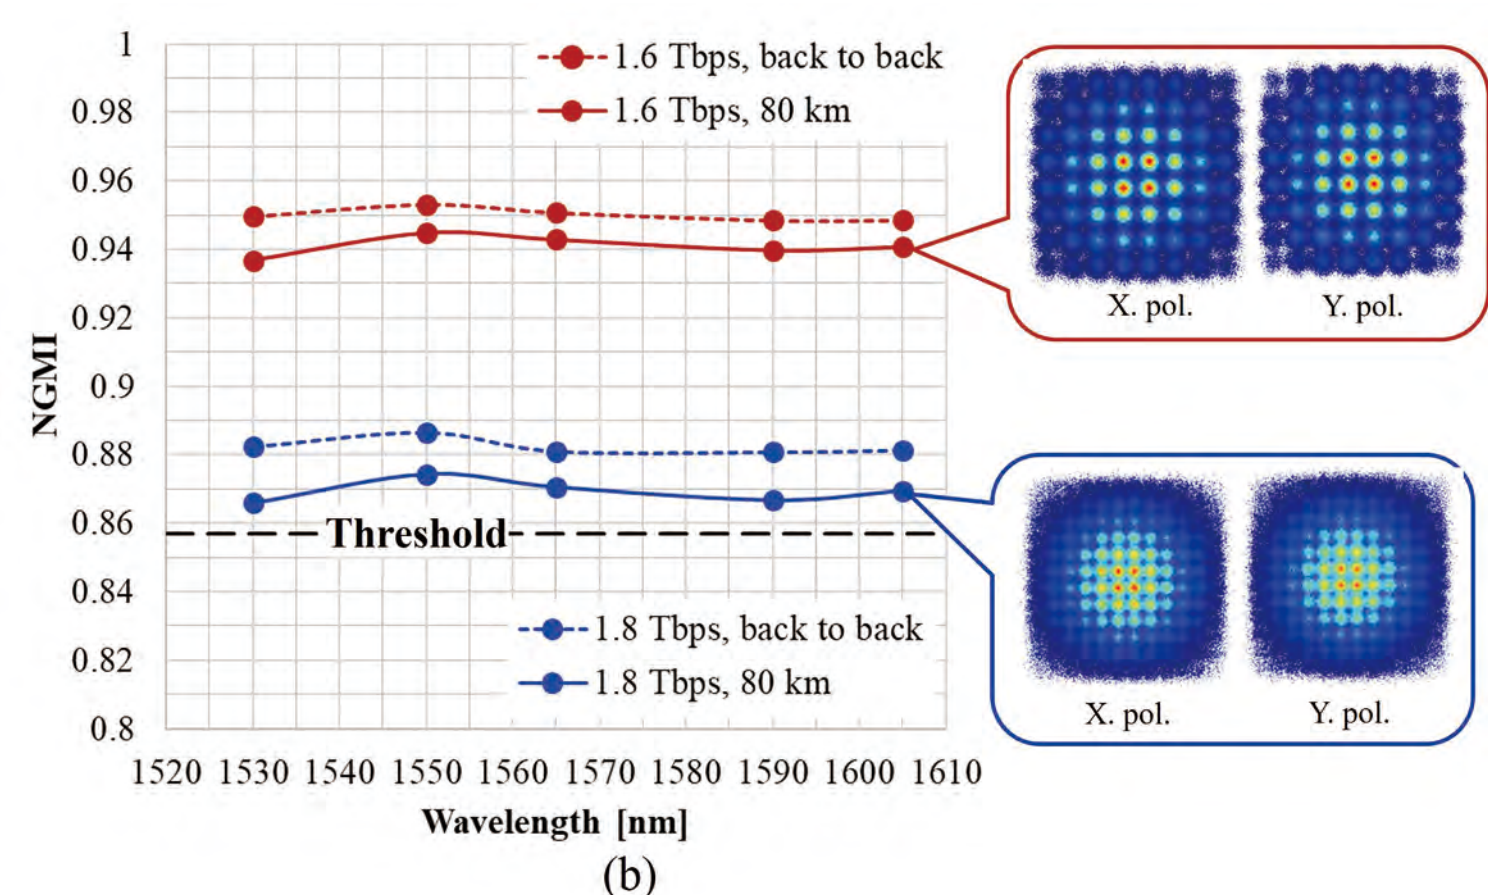 1.6 Tbps, back to back
1.6 Tbps, 80 km
1
0.98
0.96
0.94
0.92
0.9
0.88
0.86
0.84
0.82
0.8
NGMI
Threshold
1.8 Tbps, back to back
1.8 Tbps, 80 km
1520 1530 1540 1550 1560 1570 1580 1590 1600 1610
Wavelength [nm]
X. pol. Y. pol.
X. pol. Y. pol.
(b)